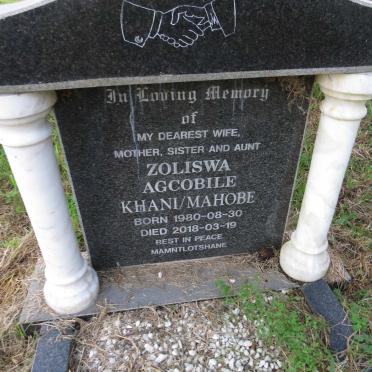 In Loving Memory
of
MY DEAREST WIFE,
MOTHER, SISTER AND AUNT
ZOLISWA
AGCOBILE
KHANI/MAHOBE
BORN 1980-08-30
DIED 2018-03-19
REST IN PEACE
MAMNTLOTSHANE